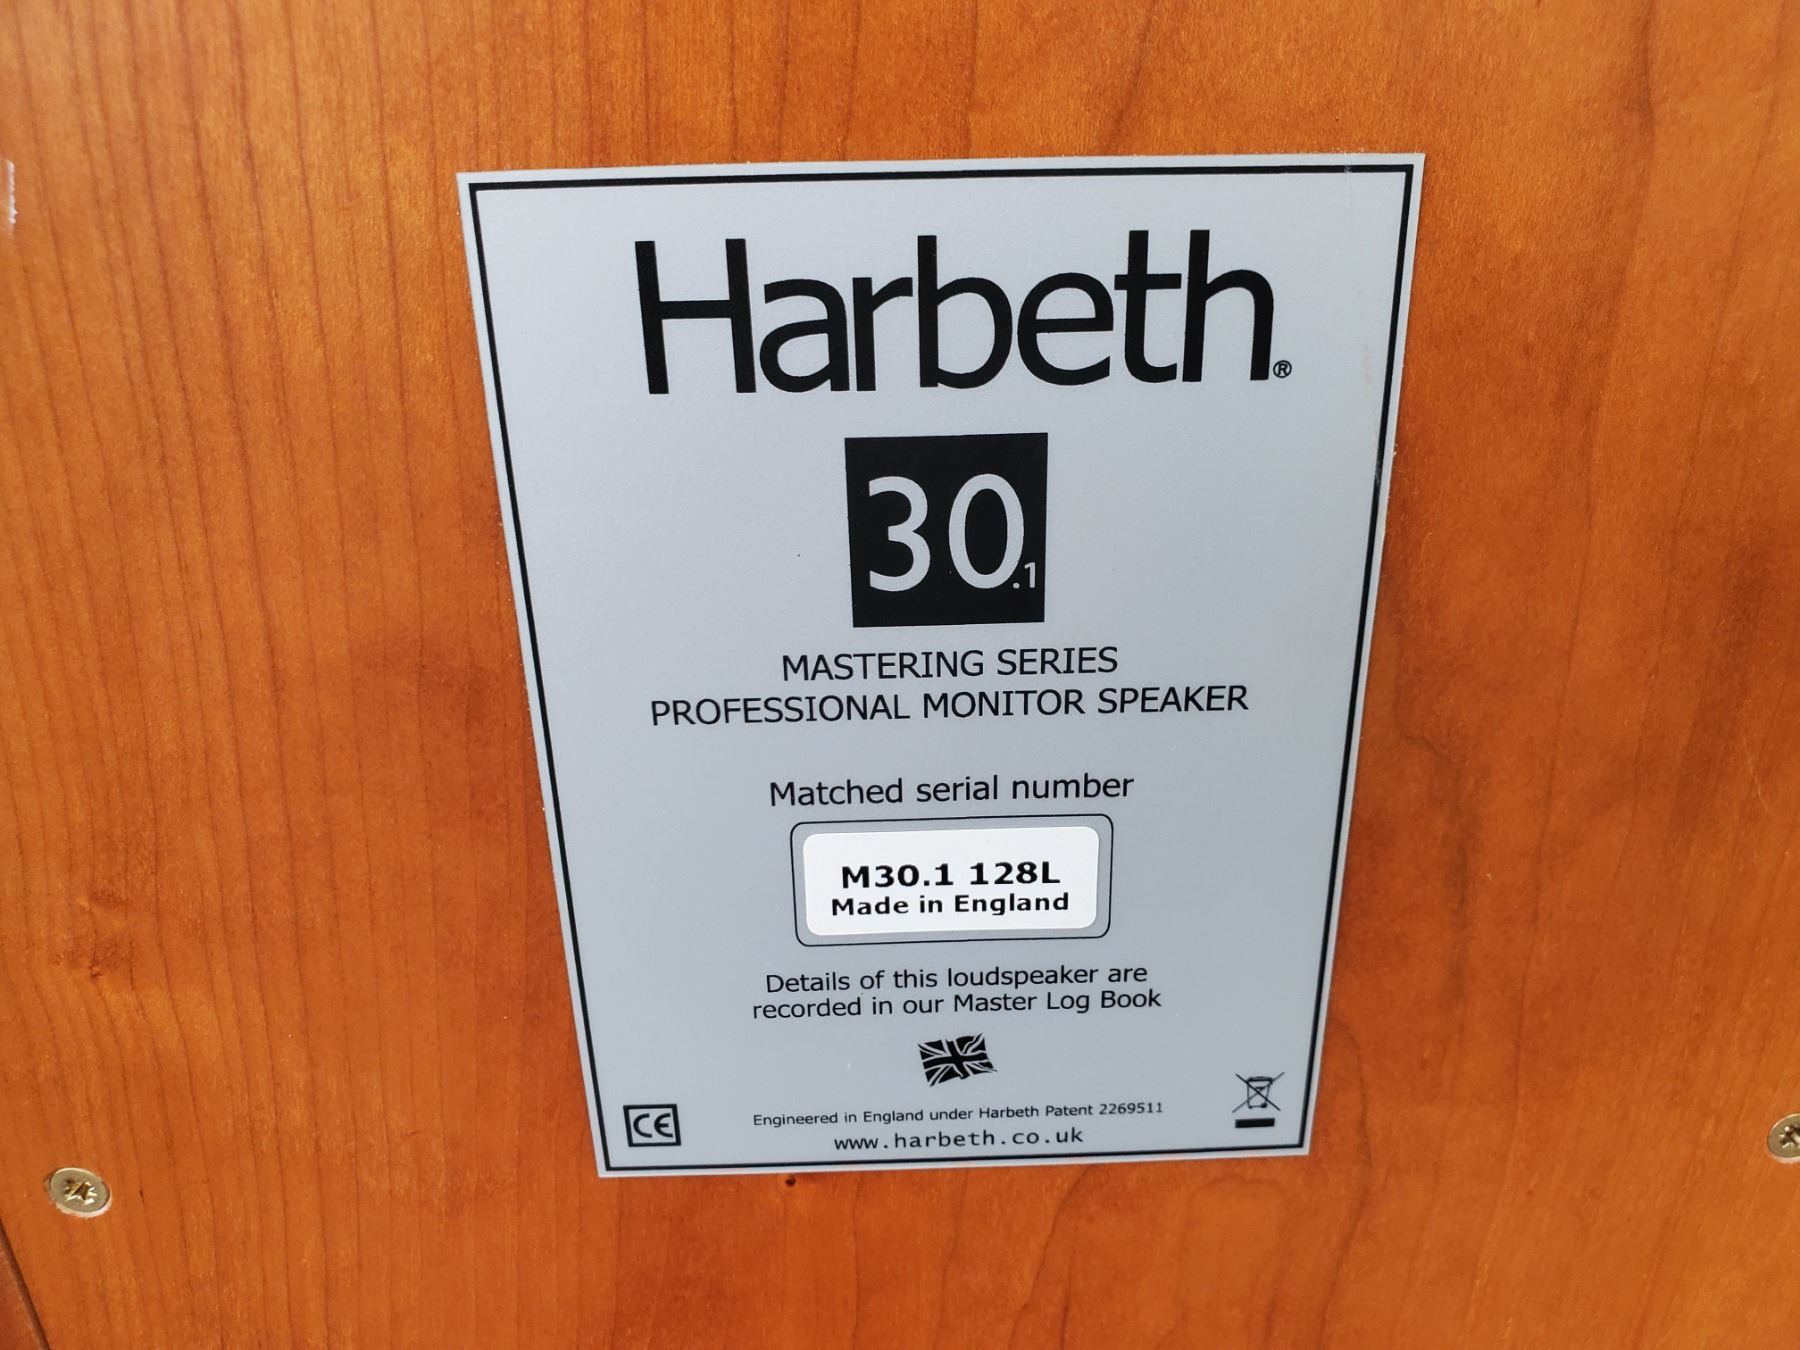 Harbeth®
30.1
MASTERING SERIES
PROFESSIONAL MONITOR SPEAKER
Matched serial number
M30.1 128L
Made in England
Details of this loudspeaker are
recorded in our Master Log Book
CE
Engineered in England under Harbeth Patent 2269511
www.harbeth.co.uk